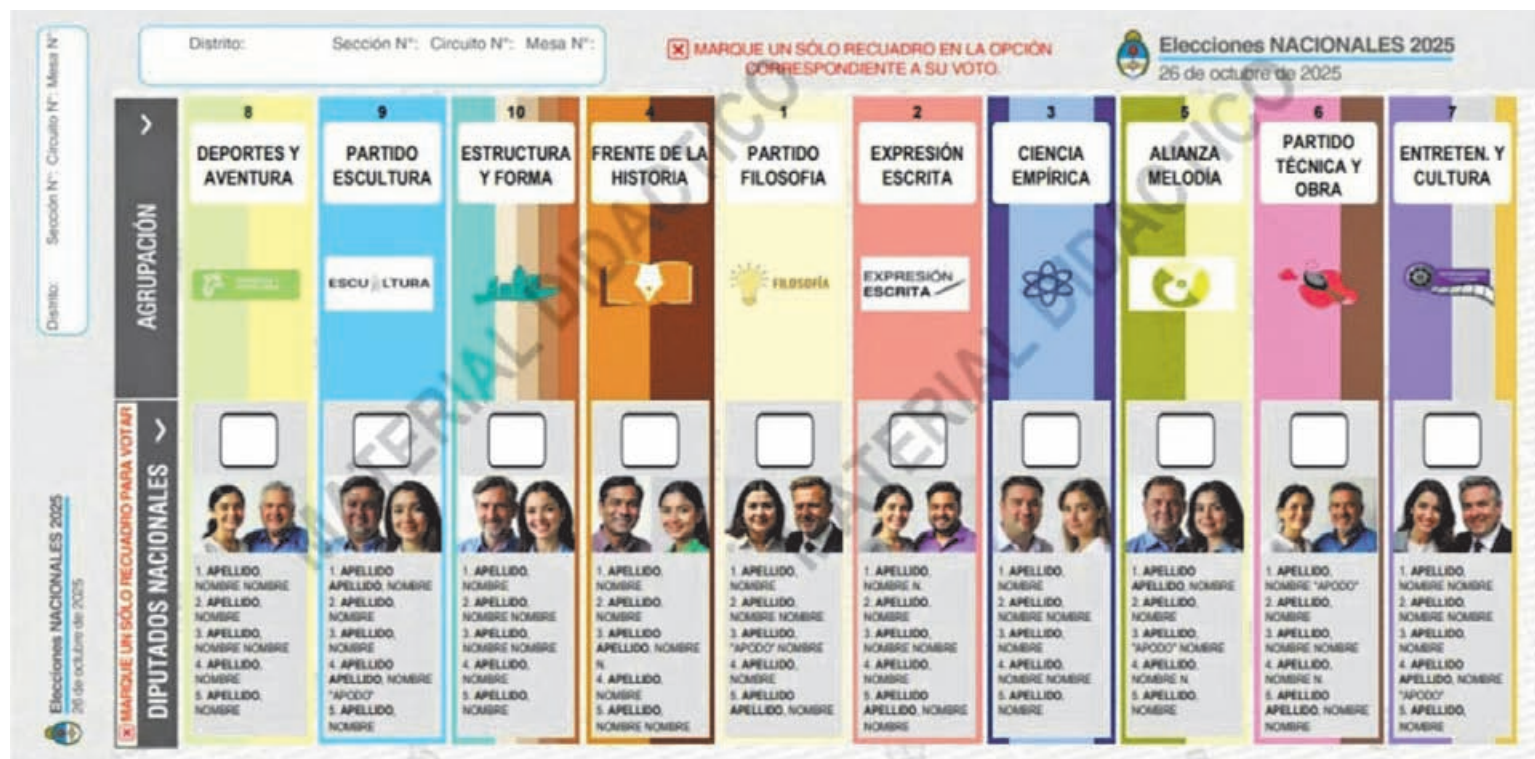 Distrito: Sección N°: Circuito N°: Mesa N°:
Distrito: Sección N°: Circuito N°: Mesa N°:
MARQUE UN SÓLO RECUADRO EN LA OPCIÓN
CORRESPONDIENTE A SU VOTO.
Elecciones NACIONALES 2025
26 de octubre de 2025
AGRUPACIÓN
8
DEPORTES Y
AVENTURA
9
PARTIDO
ESCULTURA
ESCULTURA
10
ESTRUCTURA
Y FORMA
4
FRENTE DE LA
HISTORIA
1
PARTIDO
FILOSOFIA
FILOSOFÍA
2
EXPRESIÓN
ESCRITA
EXPRESIÓN
ESCRITA
3
CIENCIA
EMPÍRICA
5
ALIANZA
MELODÍA
6
PARTIDO
TÉCNICA Y
OBRA
7
ENTRETEN. Y
CULTURA
MATERIAL DIDACTICO
MATERIAL DIDACTICO
MARQUE UN SÓLO RECUADRO PARA VOTAR
DIPUTADOS NACIONALES
Elecciones NACIONALES 2025
26 de octubre de 2025
1. APELLIDO,
NOMBRE NOMBRE
2. APELLIDO,
NOMBRE
3. APELLIDO,
NOMBRE NOMBRE
4. APELLIDO,
NOMBRE
5. APELLIDO,
NOMBRE
1. APELLIDO
APELLIDO, NOMBRE
2. APELLIDO,
NOMBRE
3. APELLIDO,
NOMBRE
4. APELLIDO
APELLIDO, NOMBRE
"APODO"
5. APELLIDO,
NOMBRE
1. APELLIDO,
NOMBRE
2. APELLIDO,
NOMBRE NOMBRE
3. APELLIDO,
NOMBRE NOMBRE
4. APELLIDO,
NOMBRE
5. APELLIDO,
NOMBRE
1. APELLIDO,
NOMBRE
2. APELLIDO,
NOMBRE
3. APELLIDO
APELLIDO, NOMBRE
N.
4. APELLIDO,
NOMBRE
5. APELLIDO,
NOMBRE NOMBRE
1. APELLIDO,
NOMBRE
2. APELLIDO,
NOMBRE NOMBRE
3. APELLIDO,
"APODO" NOMBRE
4. APELLIDO,
NOMBRE
5. APELLIDO
APELLIDO, NOMBRE
1. APELLIDO,
NOMBRE N.
2. APELLIDO,
NOMBRE
3. APELLIDO,
NOMBRE
4. APELLIDO,
NOMBRE NOMBRE
5. APELLIDO
APELLIDO, NOMBRE
NOMBRE
1. APELLIDO,
NOMBRE
2. APELLIDO,
NOMBRE NOMBRE
3. APELLIDO,
NOMBRE
4. APELLIDO,
NOMBRE NOMBRE
5. APELLIDO,
NOMBRE
1. APELLIDO
APELLIDO, NOMBRE
2. APELLIDO,
NOMBRE
3. APELLIDO,
"APODO" NOMBRE
4. APELLIDO,
NOMBRE N.
5. APELLIDO,
NOMBRE
1. APELLIDO,
NOMBRE "APODO"
2. APELLIDO,
NOMBRE
3. APELLIDO,
NOMBRE NOMBRE
4. APELLIDO,
NOMBRE N.
5. APELLIDO
APELLIDO, NOMBRE
NOMBRE
1. APELLIDO,
NOMBRE NOMBRE
2. APELLIDO,
NOMBRE NOMBRE
3. APELLIDO,
NOMBRE
4. APELLIDO
APELLIDO, NOMBRE
"APODO"
5. APELLIDO,
NOMBRE